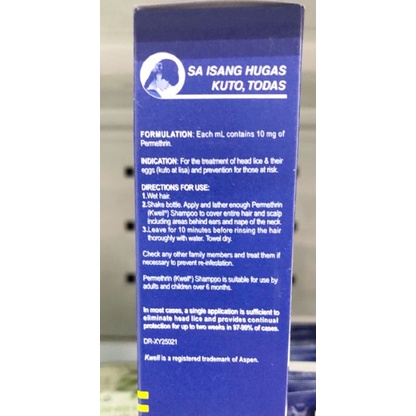 SA ISANG HUGAS
KUTO, TODAS
FORMULATION: Each mL contains 10 mg of
Permethrin.
INDICATION: For the treatment of head lice & their
eggs (kuto at lisa) and prevention for those at risk.
DIRECTIONS FOR USE:
1.Wet hair.
2.Shake bottle. Apply and lather enough Permethrin
(Kwell®) Shampoo to cover entire hair and scalp
including areas behind ears and nape of the neck.
3.Leave for 10 minutes before rinsing the hair
thoroughly with water. Towel dry.
Check any other family members and treat them if
necessary to prevent re-infestation.
Permethrin (Kwell®) Shampoo is suitable for use by
adults and children over 6 months.
In most cases, a single application is sufficient to
eliminate head lice and provides continual
protection for up to two weeks in 97-99% of cases.
DR-XY25021
Kwell is a registered trademark of Aspen.